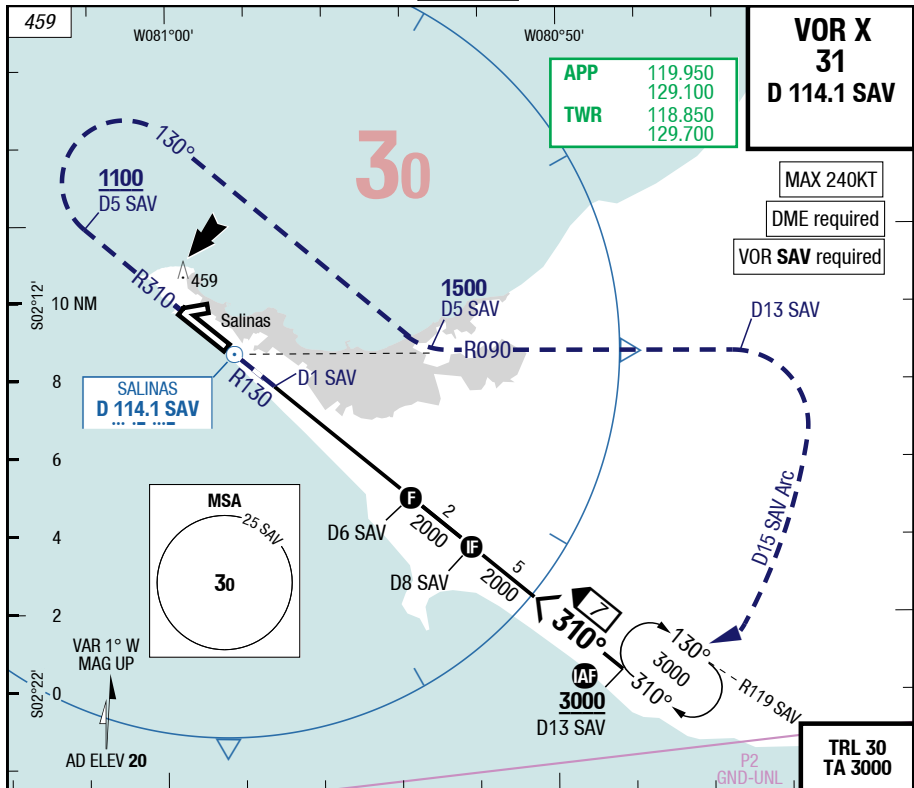 459
W081°00'
W080°50'
VOR X
31
D 114.1 SAV
APP 119.950
129.100
TWR 118.850
129.700
30
MAX 240KT
DME required
VOR SAV required
130°
1100
D5 SAV
R310
459
Salinas
1500
D5 SAV
R090
D13 SAV
S02°12'
10 NM
8
6
4
2
0
SALINAS
D 114.1 SAV
R130
D1 SAV
F
D6 SAV
2
2000
IF
D8 SAV
5
2000
D15 SAV Arc
MSA
25 SAV
30
7
310°
130°
3000
310°
R119 SAV
IAF
3000
D13 SAV
VAR 1° W
MAG UP
S02°22'
AD ELEV 20
P2
GND-UNL
TRL 30
TA 3000